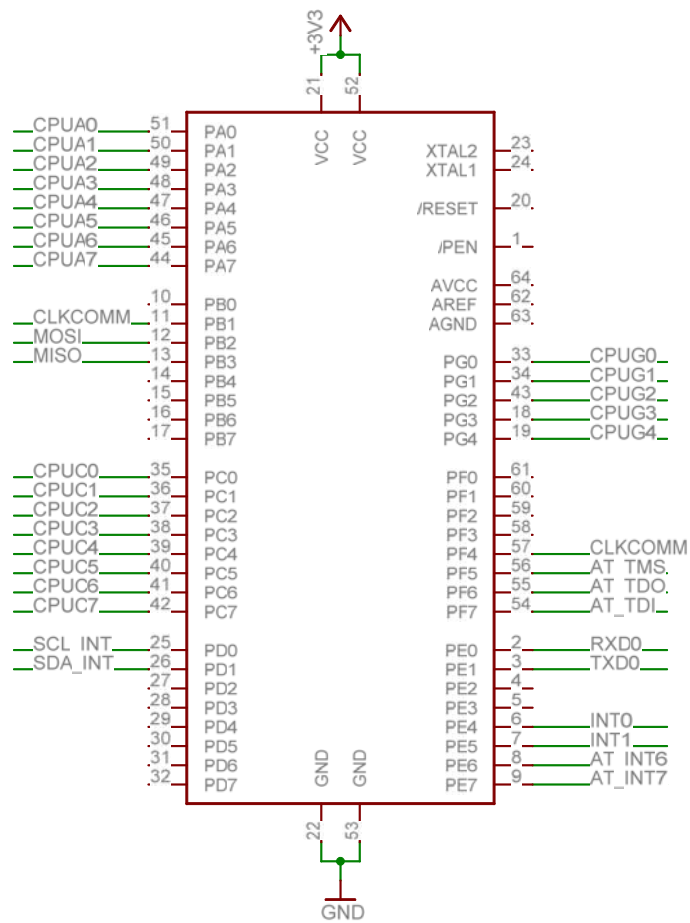 +3V3
21 52
VCC VCC
CPUA0 51 PA0
CPUA1 50 PA1
CPUA2 49 PA2
CPUA3 48 PA3
CPUA4 47 PA4
CPUA5 46 PA5
CPUA6 45 PA6
CPUA7 44 PA7
10 PB0
CLKCOMM 11 PB1
MOSI 12 PB2
MISO 13 PB3
14 PB4
15 PB5
16 PB6
17 PB7
CPUC0 35 PC0
CPUC1 36 PC1
CPUC2 37 PC2
CPUC3 38 PC3
CPUC4 39 PC4
CPUC5 40 PC5
CPUC6 41 PC6
CPUC7 42 PC7
SCL_INT 25 PD0
SDA_INT 26 PD1
27 PD2
28 PD3
29 PD4
30 PD5
31 PD6
32 PD7
XTAL2 23
XTAL1 24
/RESET 20
/PEN 1
AVCC 64
AREF 62
AGND 63
PG0 33 CPUG0
PG1 34 CPUG1
PG2 43 CPUG2
PG3 18 CPUG3
PG4 19 CPUG4
PF0 61
PF1 60
PF2 59
PF3 58
PF4 57 CLKCOMM
PF5 56 AT_TMS
PF6 55 AT_TDO
PF7 54 AT_TDI
PE0 2 RXD0
PE1 3 TXD0
PE2 4
PE3 5
PE4 6 INT0
PE5 7 INT1
PE6 8 AT_INT6
PE7 9 AT_INT7
GND GND
22 53
GND